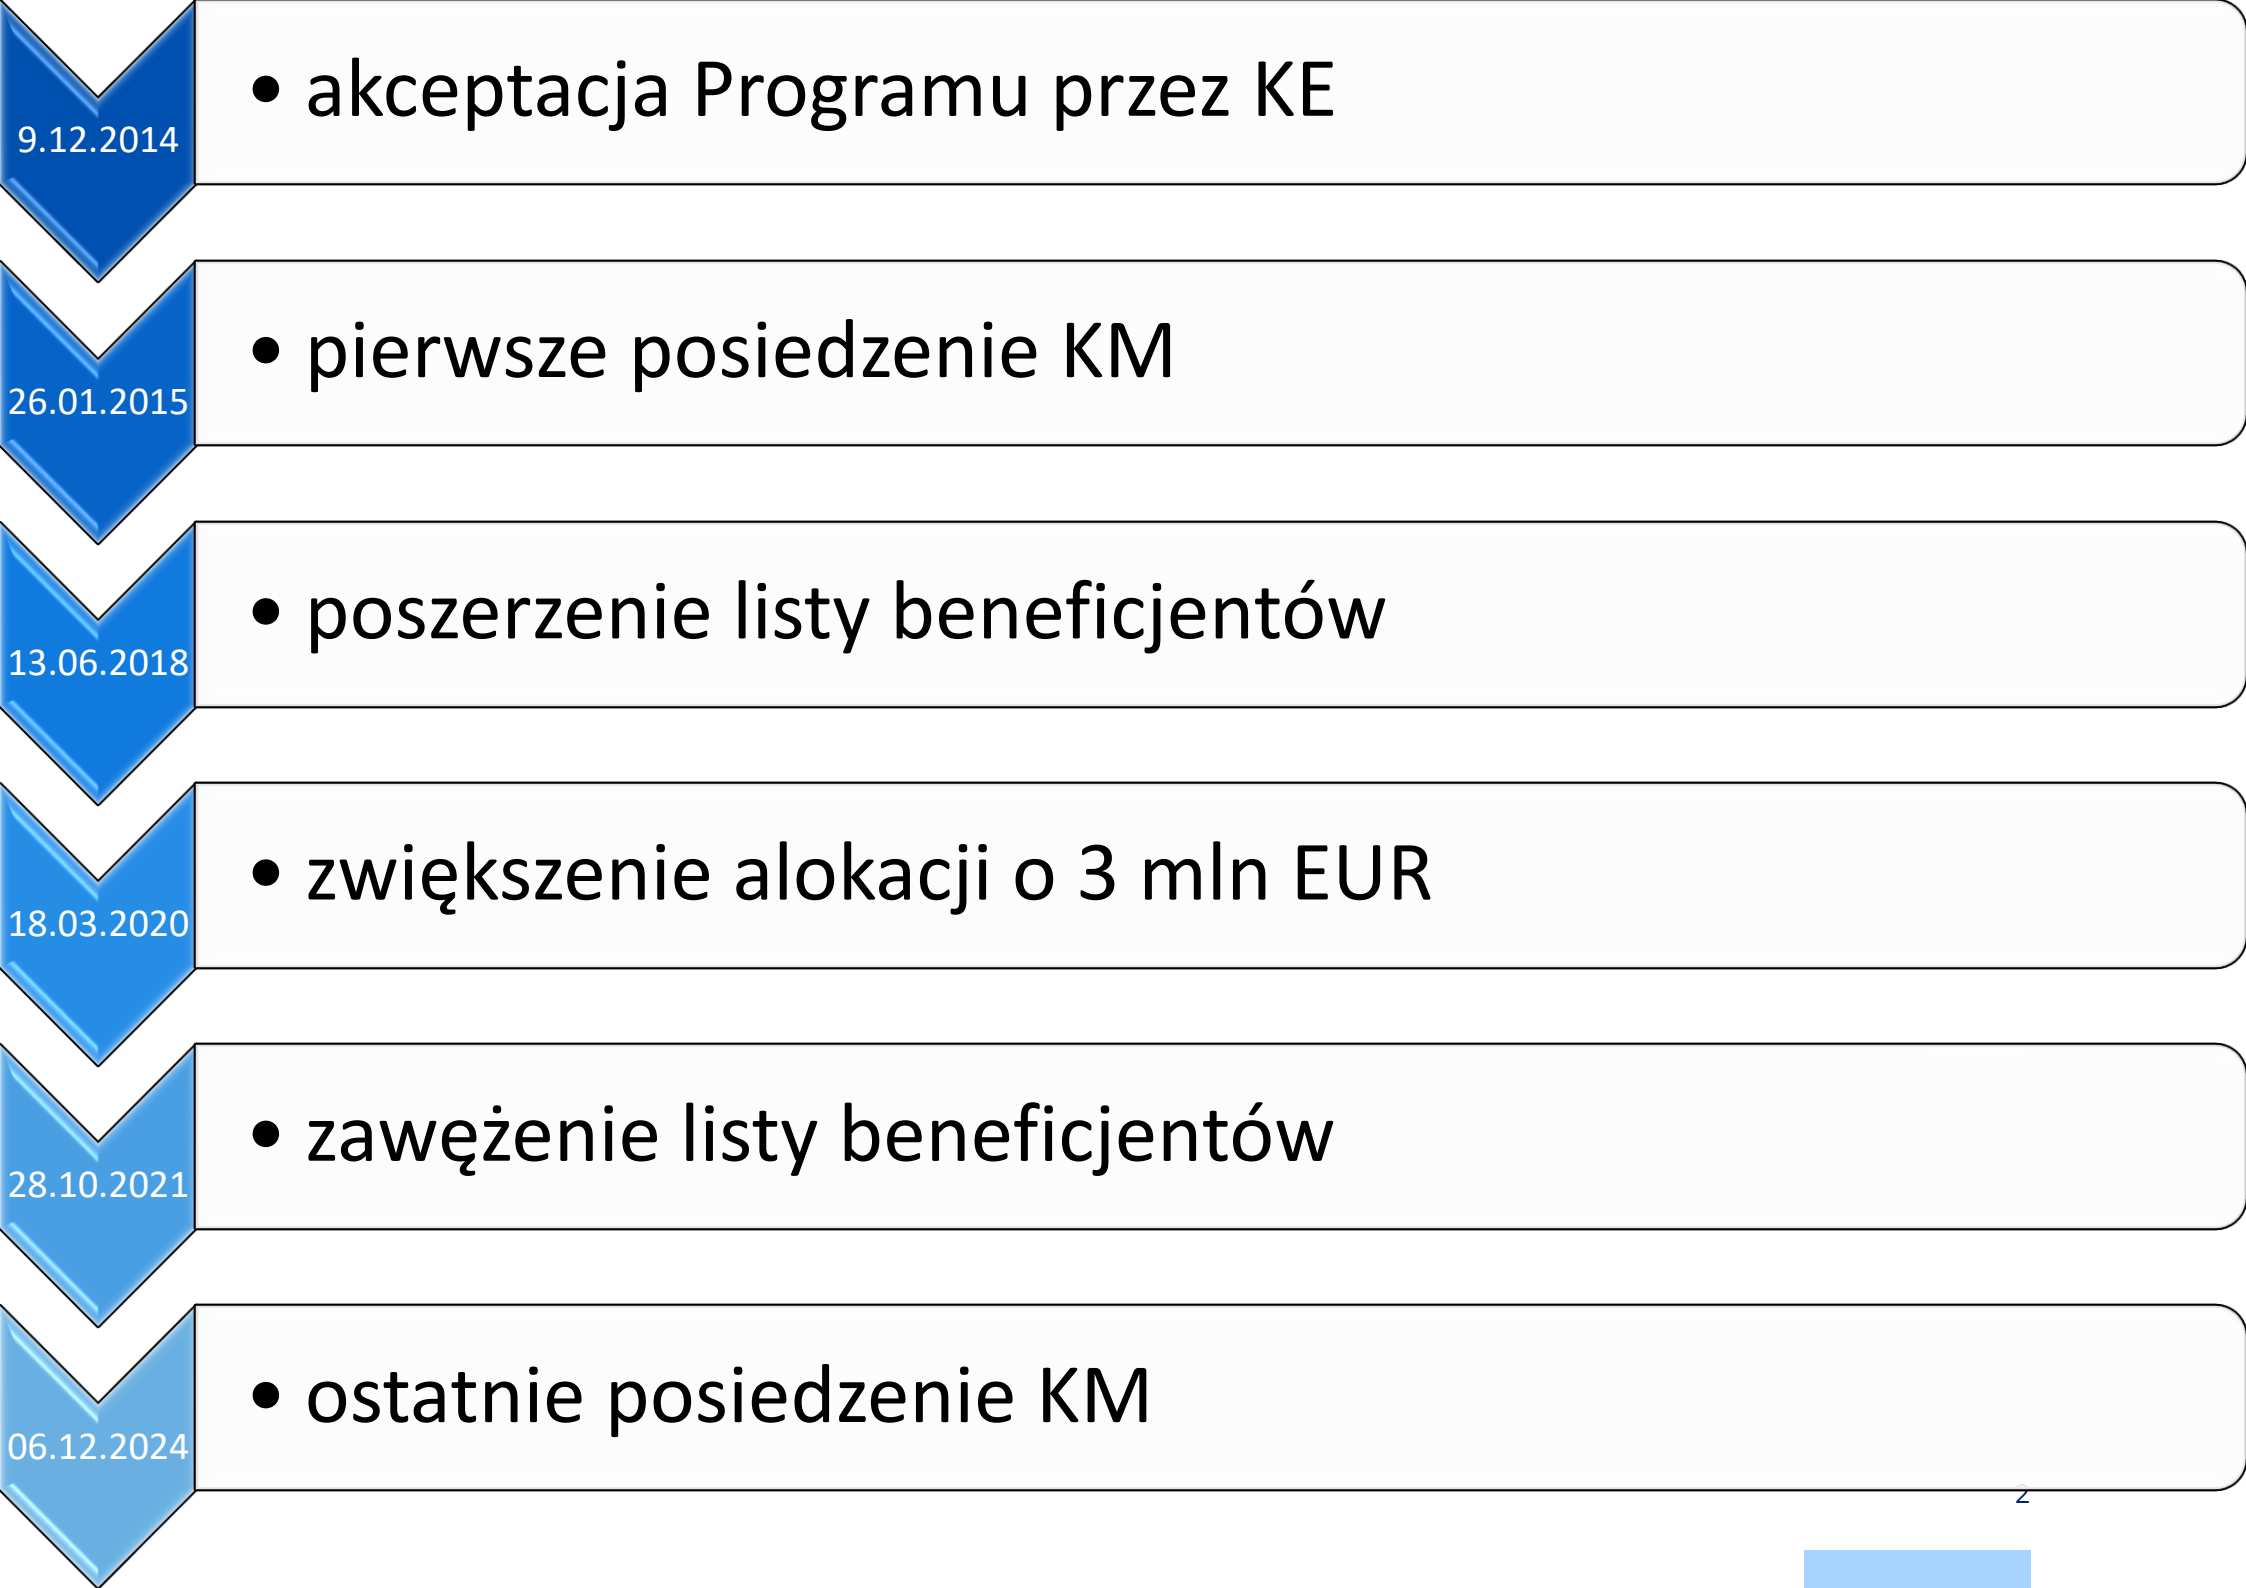 9.12.2014
• akceptacja Programu przez KE
26.01.2015
• pierwsze posiedzenie KM
13.06.2018
• poszerzenie listy beneficjentów
18.03.2020
• zwiększenie alokacji o 3 mln EUR
28.10.2021
• zawężenie listy beneficjentów
06.12.2024
• ostatnie posiedzenie KM
2